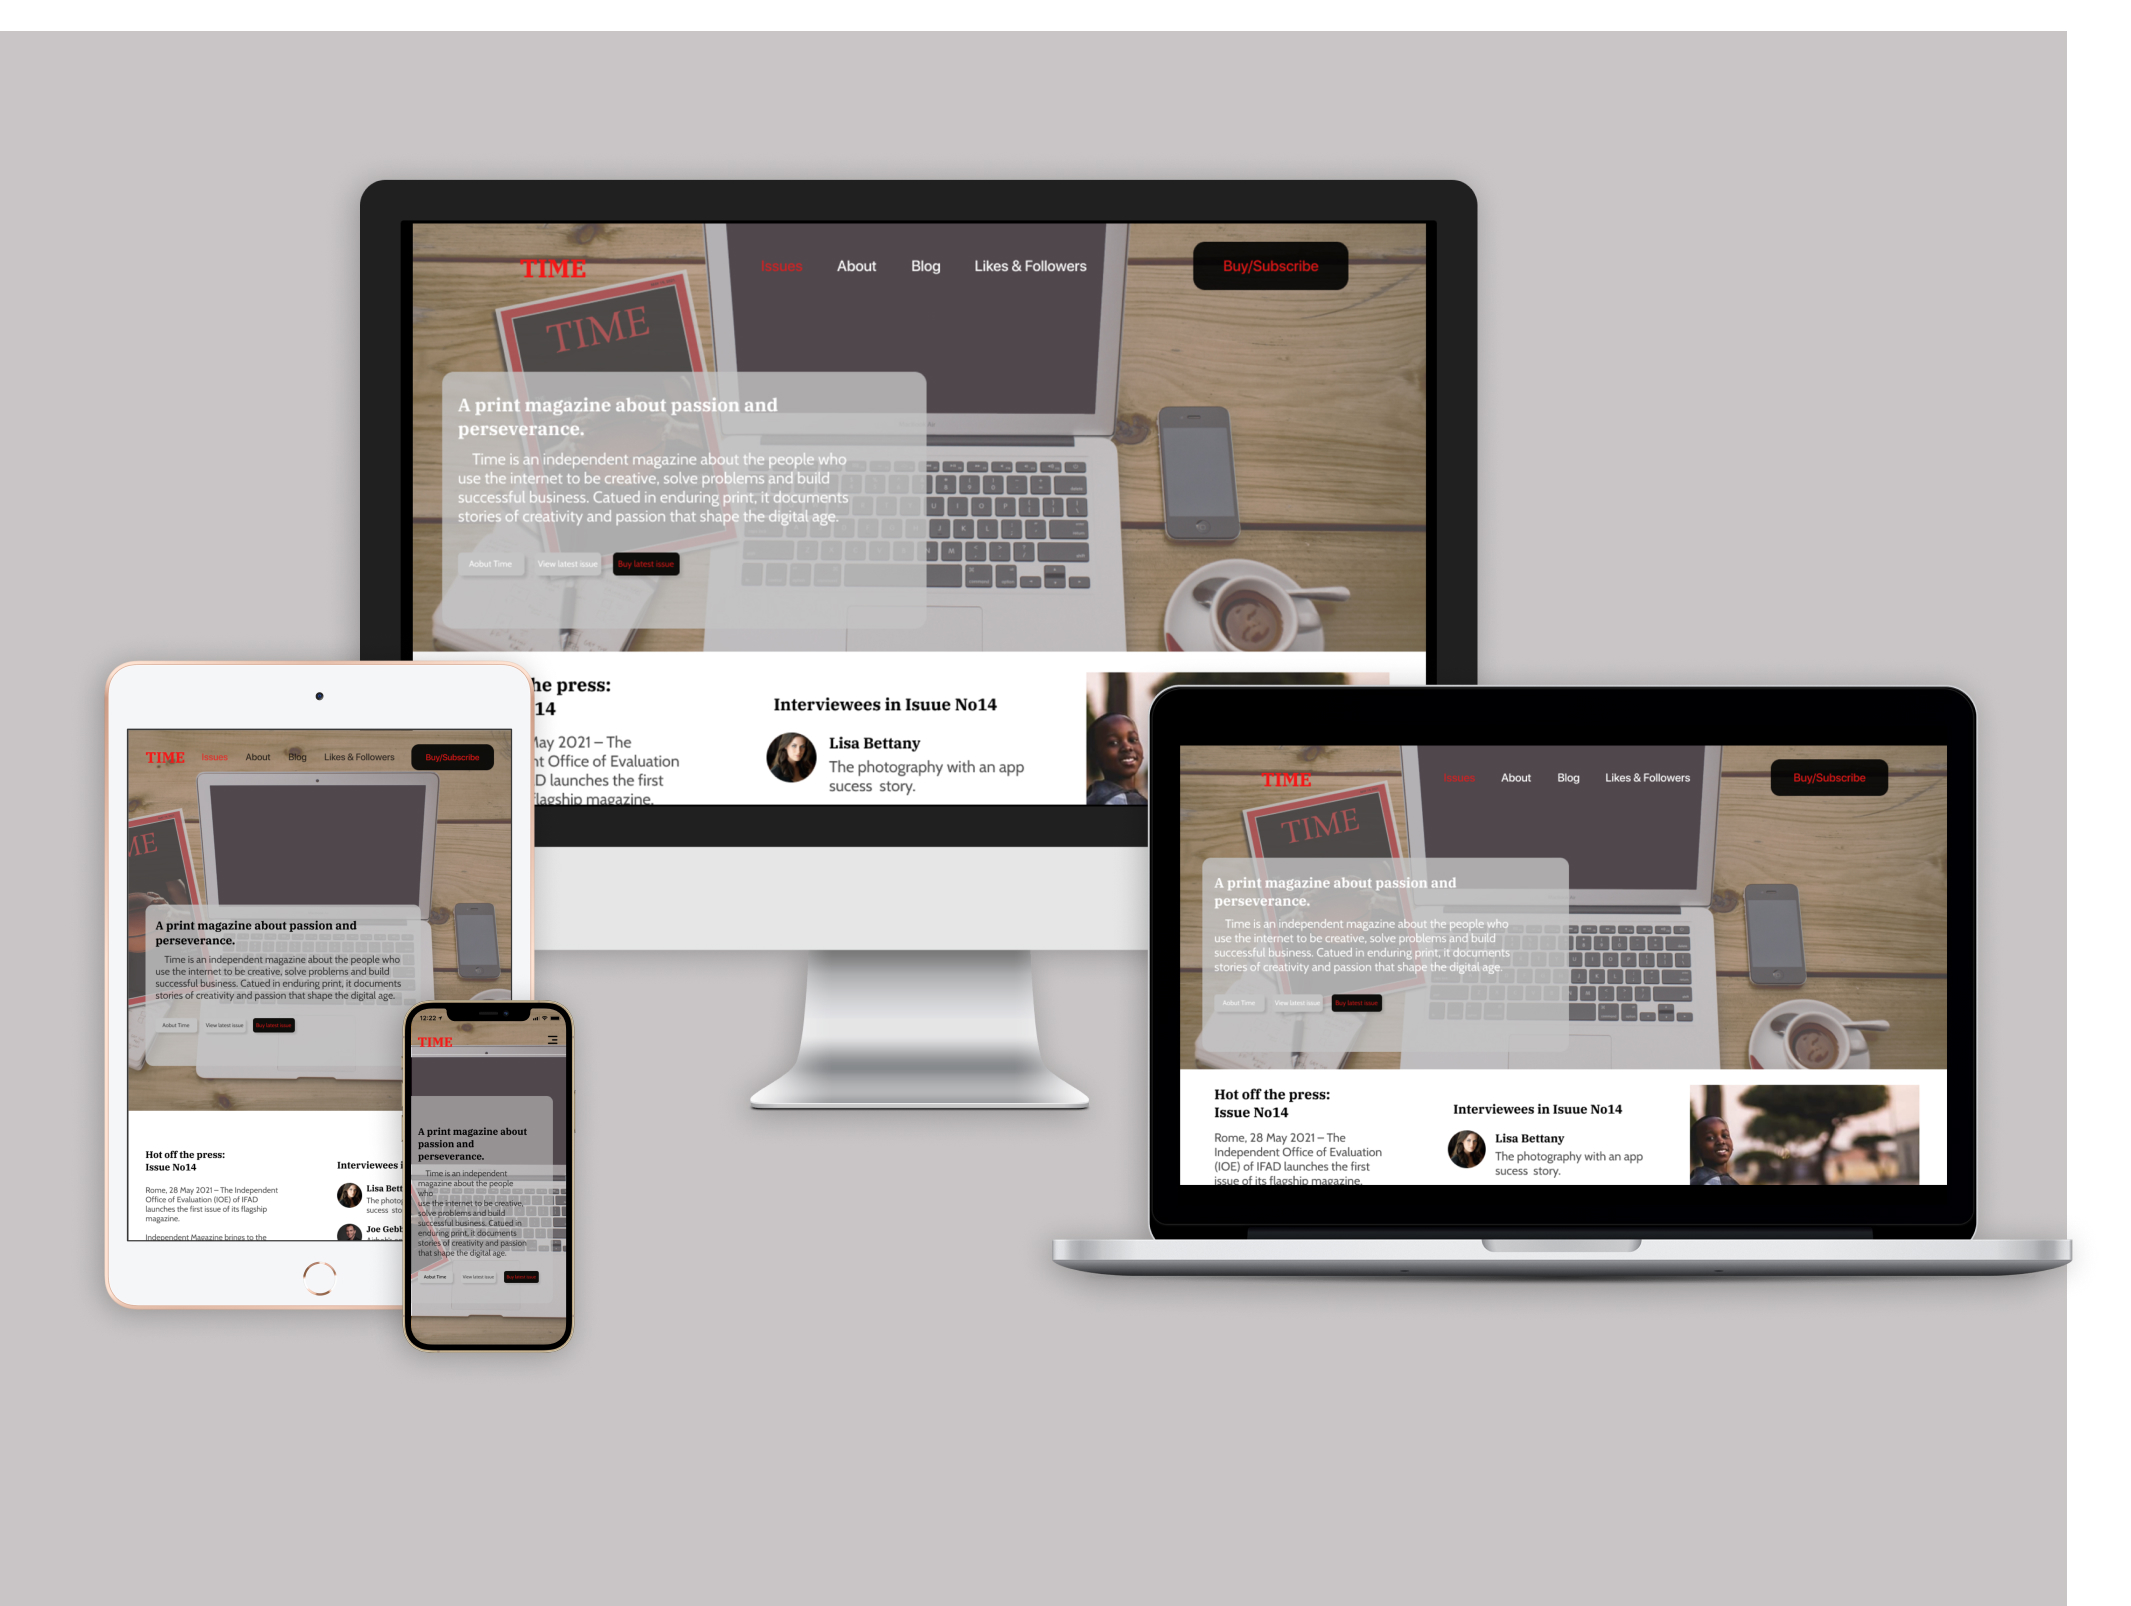 TIME
Issues About Blog Likes & Followers Buy/Subscribe
TIME
A print magazine about passion and
perseverance.
Time is an independent magazine about the people who
use the internet to be creative, solve problems and build
successful business. Catued in enduring print, it documents
stories of creativity and passion that shape the digital age.
Aobut Time View latest issue Buy latest issue
he press:
14
May 2021 – The
nt Office of Evaluation
D launches the first
flagship magazine.
Interviewees in Isuue No14
Lisa Bettany
The photography with an app
sucess story.
TIME Issues About Blog Likes & Followers Buy/Subscribe
ME
A print magazine about passion and
perseverance.
Time is an independent magazine about the people who
use the internet to be creative, solve problems and build
successful business. Catued in enduring print, it documents
stories of creativity and passion that shape the digital age.
Aobut Time View latest issue Buy latest issue
Hot off the press:
Issue No14
Rome, 28 May 2021 – The Independent
Office of Evaluation (IOE) of IFAD
launches the first issue of its flagship
magazine.
Independent Magazine brings to the
Interviewees i
Lisa Bett
The photog
sucess sto
Joe Gebb
12:22
TIME
A print magazine about
passion and
perseverance.
Time is an independent
magazine about the people
who
use the internet to be creative,
solve problems and build
successful business. Catued in
enduring print, it documents
stories of creativity and passion
that shape the digital age.
Aobut Time View latest issue Buy latest issue
TIME
Issues About Blog Likes & Followers Buy/Subscribe
TIME
A print magazine about passion and
perseverance.
Time is an independent magazine about the people who
use the internet to be creative, solve problems and build
successful business. Catued in enduring print, it documents
stories of creativity and passion that shape the digital age.
Aobut Time View latest issue Buy latest issue
Hot off the press:
Issue No14
Rome, 28 May 2021 – The
Independent Office of Evaluation
(IOE) of IFAD launches the first
issue of its flagship magazine.
Interviewees in Isuue No14
Lisa Bettany
The photography with an app
sucess story.